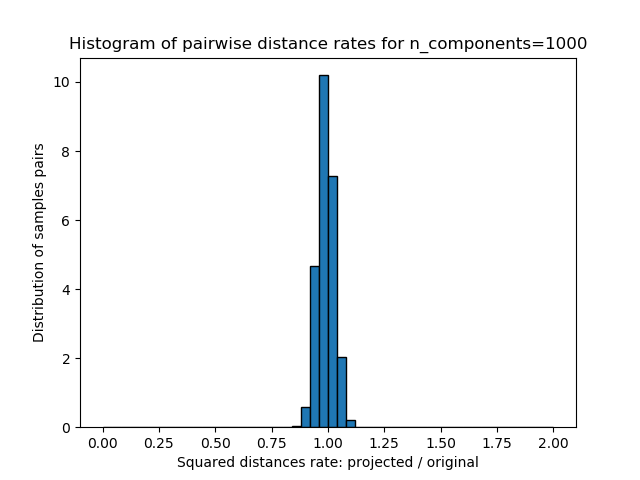 Histogram of pairwise distance rates for n_components=1000
Distribution of samples pairs
10
8
6
4
2
0
0.00 0.25 0.50 0.75 1.00 1.25 1.50 1.75 2.00
Squared distances rate: projected / original